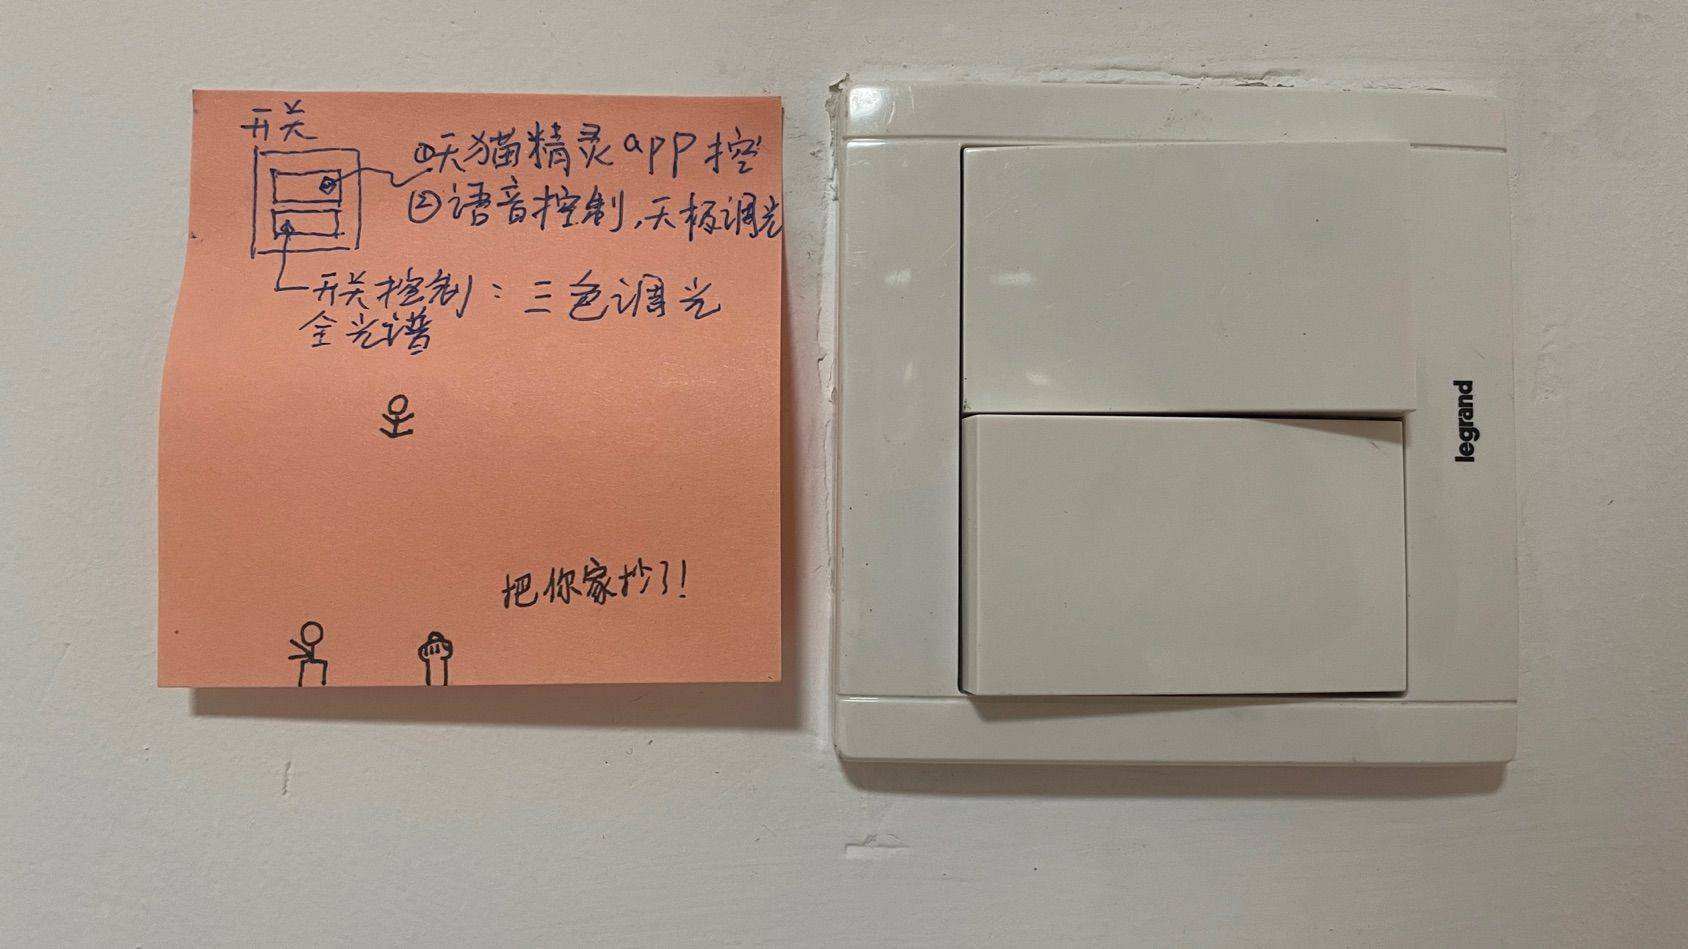 开关
①天猫精灵app控
②语音控制,天极调光
开关控制:三色调光
全光谱
把你家抄了!
legrand